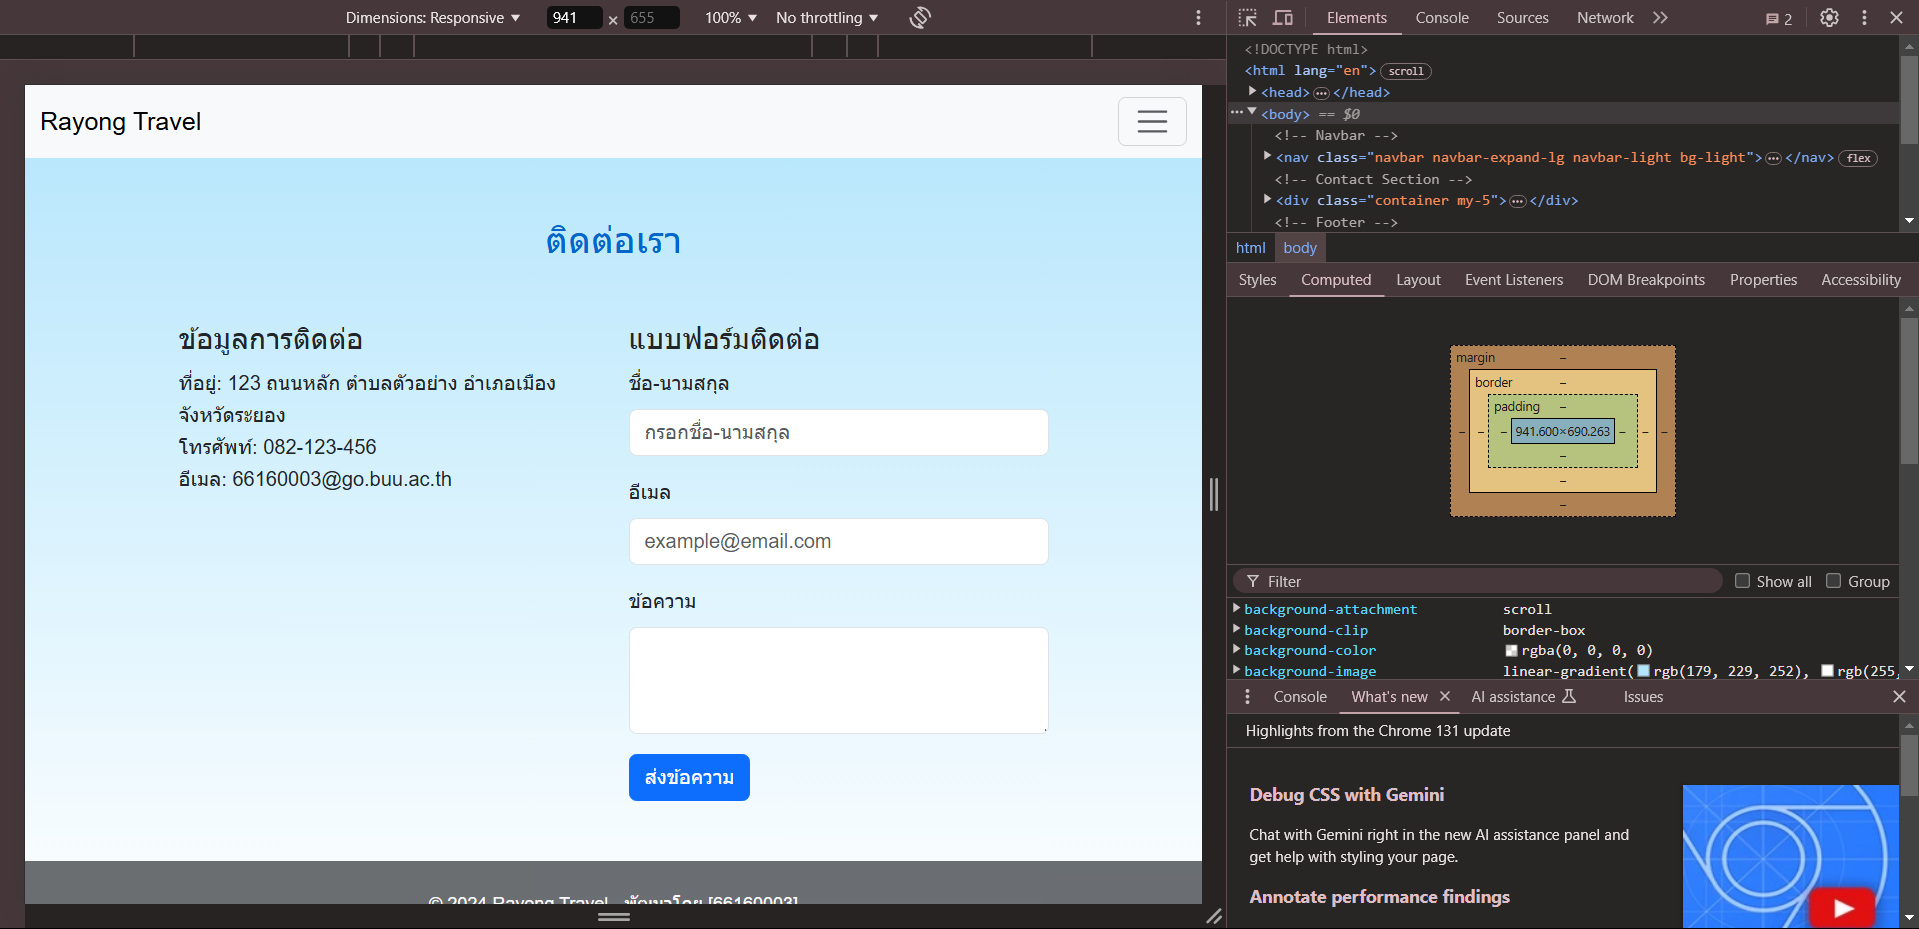 Dimensions: Responsive 941 × 655 100% No throttling
Elements Console Sources Network 2
Rayong Travel
ติดต่อเรา
ข้อมูลการติดต่อ
ที่อยู่: 123 ถนนหลัก ตำบลตัวอย่าง อำเภอเมือง
จังหวัดระยอง
โทรศัพท์: 082-123-456
อีเมล: 66160003@go.buu.ac.th
แบบฟอร์มติดต่อ
ชื่อ-นามสกุล
กรอกชื่อ-นามสกุล
อีเมล
example@email.com
ข้อความ
ส่งข้อความ
© 2024 Rayong Travel - พัฒนาโดย [66160003]
<!DOCTYPE html>
<html lang="en"> scroll
<head> ••• </head>
••• <body> == $0
<!-- Navbar -->
<nav class="navbar navbar-expand-lg navbar-light bg-light"> ••• </nav> flex
<!-- Contact Section -->
<div class="container my-5"> ••• </div>
<!-- Footer -->
html body
Styles Computed Layout Event Listeners DOM Breakpoints Properties Accessibility
margin –
border –
padding –
– – – 941.600×690.263 – – –
–
–
–
Filter Show all Group
background-attachment scroll
background-clip border-box
background-color rgba(0, 0, 0, 0)
background-image linear-gradient( rgb(179, 229, 252), rgb(255,
Console What's new AI assistance Issues
Highlights from the Chrome 131 update
Debug CSS with Gemini
Chat with Gemini right in the new AI assistance panel and
get help with styling your page.
Annotate performance findings